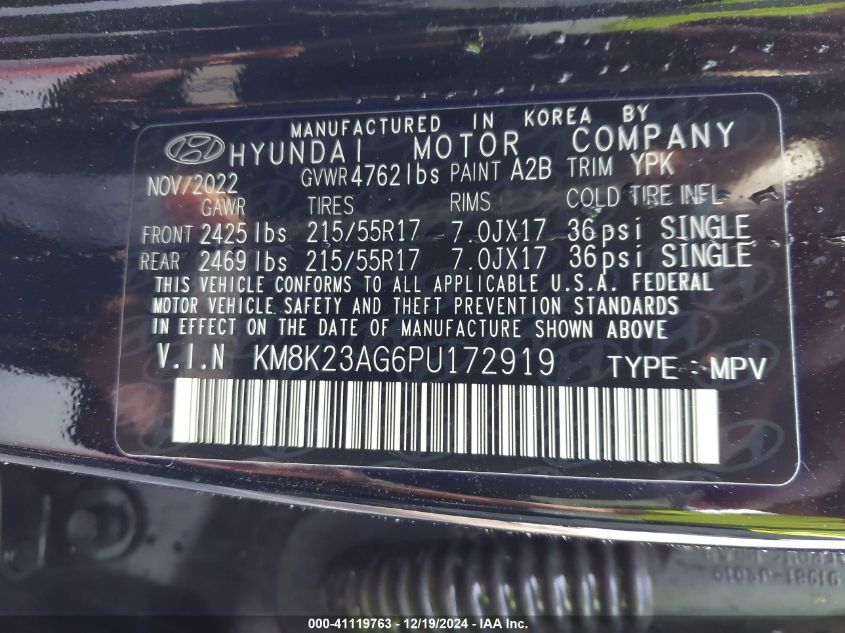 MANUFACTURED IN KOREA BY
HYUNDAI MOTOR COMPANY
NOV/2022 GVWR 4762lbs PAINT A2B TRIM YPK
GAWR TIRES RIMS COLD TIRE INFL
FRONT 2425lbs 215/55R17 7.0JX17 36psi SINGLE
REAR 2469lbs 215/55R17 7.0JX17 36psi SINGLE
THIS VEHICLE CONFORMS TO ALL APPLICABLE U.S.A. FEDERAL
MOTOR VEHICLE SAFETY AND THEFT PREVENTION STANDARDS
IN EFFECT ON THE DATE OF MANUFACTURE SHOWN ABOVE.
V.I.N KM8K23AG6PU172919 TYPE : MPV
000-41119763 - 12/19/2024 - IAA Inc.